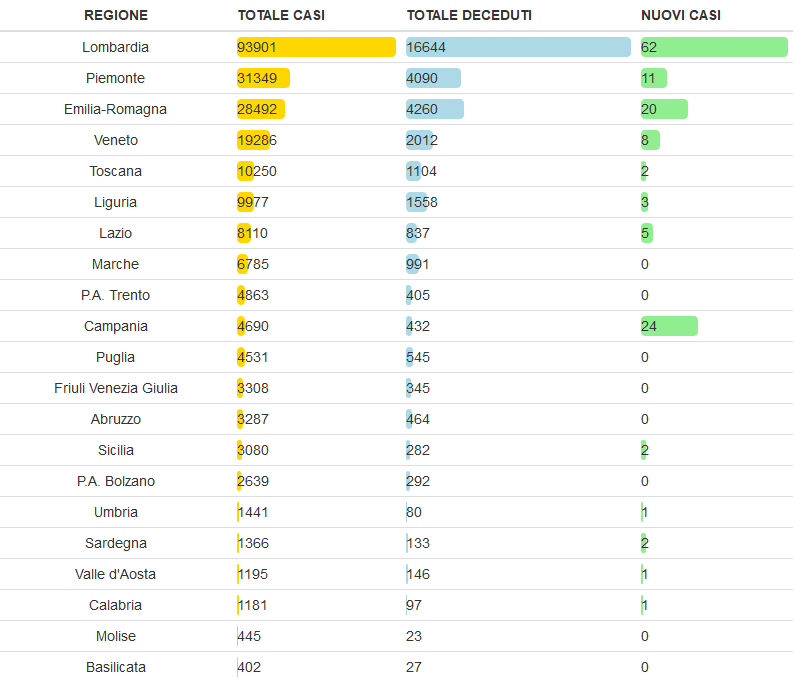 REGIONE TOTALE CASI TOTALE DECEDUTI NUOVI CASI
Lombardia 93901 16644 62
Piemonte 31349 4090 11
Emilia-Romagna 28492 4260 20
Veneto 19286 2012 8
Toscana 10250 1104 2
Liguria 9977 1558 3
Lazio 8110 837 5
Marche 6785 991 0
P.A. Trento 4863 405 0
Campania 4690 432 24
Puglia 4531 545 0
Friuli Venezia Giulia 3308 345 0
Abruzzo 3287 464 0
Sicilia 3080 282 2
P.A. Bolzano 2639 292 0
Umbria 1441 80 1
Sardegna 1366 133 2
Valle d'Aosta 1195 146 1
Calabria 1181 97 1
Molise 445 23 0
Basilicata 402 27 0